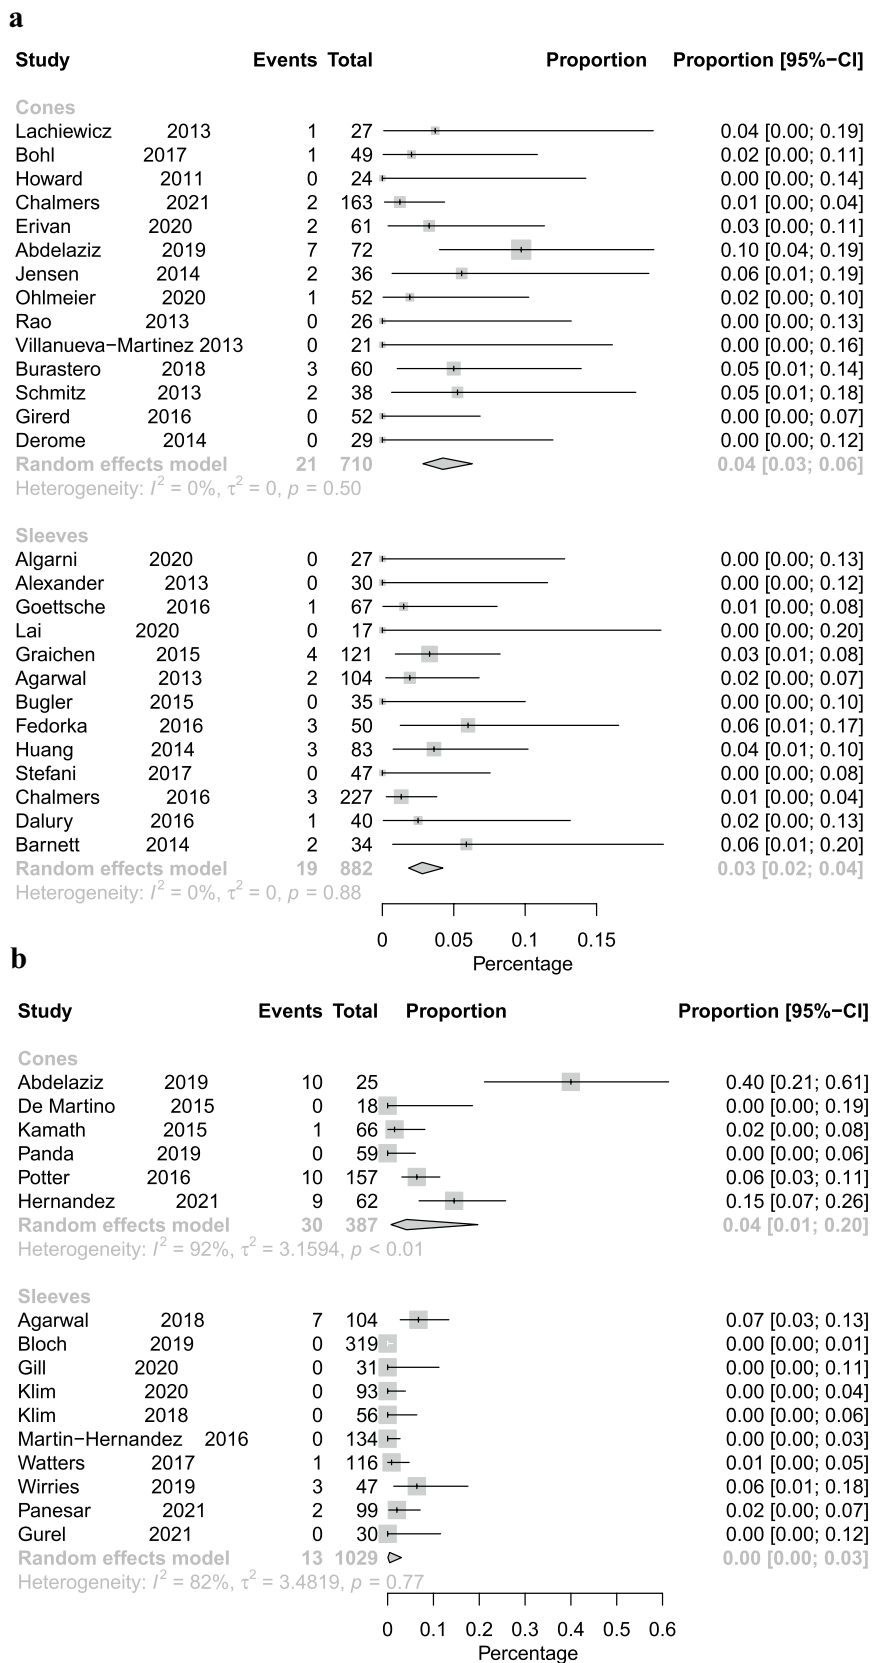 a
Study Events Total Proportion Proportion [95%−CI]
Cones
Lachiewicz 2013 1 27 0.04 [0.00; 0.19]
Bohl 2017 1 49 0.02 [0.00; 0.11]
Howard 2011 0 24 0.00 [0.00; 0.14]
Chalmers 2021 2 163 0.01 [0.00; 0.04]
Erivan 2020 2 61 0.03 [0.00; 0.11]
Abdelaziz 2019 7 72 0.10 [0.04; 0.19]
Jensen 2014 2 36 0.06 [0.01; 0.19]
Ohlmeier 2020 1 52 0.02 [0.00; 0.10]
Rao 2013 0 26 0.00 [0.00; 0.13]
Villanueva−Martinez 2013 0 21 0.00 [0.00; 0.16]
Burastero 2018 3 60 0.05 [0.01; 0.14]
Schmitz 2013 2 38 0.05 [0.01; 0.18]
Girerd 2016 0 52 0.00 [0.00; 0.07]
Derome 2014 0 29 0.00 [0.00; 0.12]
Random effects model 21 710 0.04 [0.03; 0.06]
Heterogeneity: I² = 0%, τ² = 0, p = 0.50
Sleeves
Algarni 2020 0 27 0.00 [0.00; 0.13]
Alexander 2013 0 30 0.00 [0.00; 0.12]
Goettsche 2016 1 67 0.01 [0.00; 0.08]
Lai 2020 0 17 0.00 [0.00; 0.20]
Graichen 2015 4 121 0.03 [0.01; 0.08]
Agarwal 2013 2 104 0.02 [0.00; 0.07]
Bugler 2015 0 35 0.00 [0.00; 0.10]
Fedorka 2016 3 50 0.06 [0.01; 0.17]
Huang 2014 3 83 0.04 [0.01; 0.10]
Stefani 2017 0 47 0.00 [0.00; 0.08]
Chalmers 2016 3 227 0.01 [0.00; 0.04]
Dalury 2016 1 40 0.02 [0.00; 0.13]
Barnett 2014 2 34 0.06 [0.01; 0.20]
Random effects model 19 882 0.03 [0.02; 0.04]
Heterogeneity: I² = 0%, τ² = 0, p = 0.88
0 0.05 0.1 0.15
Percentage
b
Study Events Total Proportion Proportion [95%−CI]
Cones
Abdelaziz 2019 10 25 0.40 [0.21; 0.61]
De Martino 2015 0 18 0.00 [0.00; 0.19]
Kamath 2015 1 66 0.02 [0.00; 0.08]
Panda 2019 0 59 0.00 [0.00; 0.06]
Potter 2016 10 157 0.06 [0.03; 0.11]
Hernandez 2021 9 62 0.15 [0.07; 0.26]
Random effects model 30 387 0.04 [0.01; 0.20]
Heterogeneity: I² = 92%, τ² = 3.1594, p < 0.01
Sleeves
Agarwal 2018 7 104 0.07 [0.03; 0.13]
Bloch 2019 0 319 0.00 [0.00; 0.01]
Gill 2020 0 31 0.00 [0.00; 0.11]
Klim 2020 0 93 0.00 [0.00; 0.04]
Klim 2018 0 56 0.00 [0.00; 0.06]
Martin−Hernandez 2016 0 134 0.00 [0.00; 0.03]
Watters 2017 1 116 0.01 [0.00; 0.05]
Wirries 2019 3 47 0.06 [0.01; 0.18]
Panesar 2021 2 99 0.02 [0.00; 0.07]
Gurel 2021 0 30 0.00 [0.00; 0.12]
Random effects model 13 1029 0.00 [0.00; 0.03]
Heterogeneity: I² = 82%, τ² = 3.4819, p = 0.77
0 0.1 0.2 0.3 0.4 0.5 0.6
Percentage